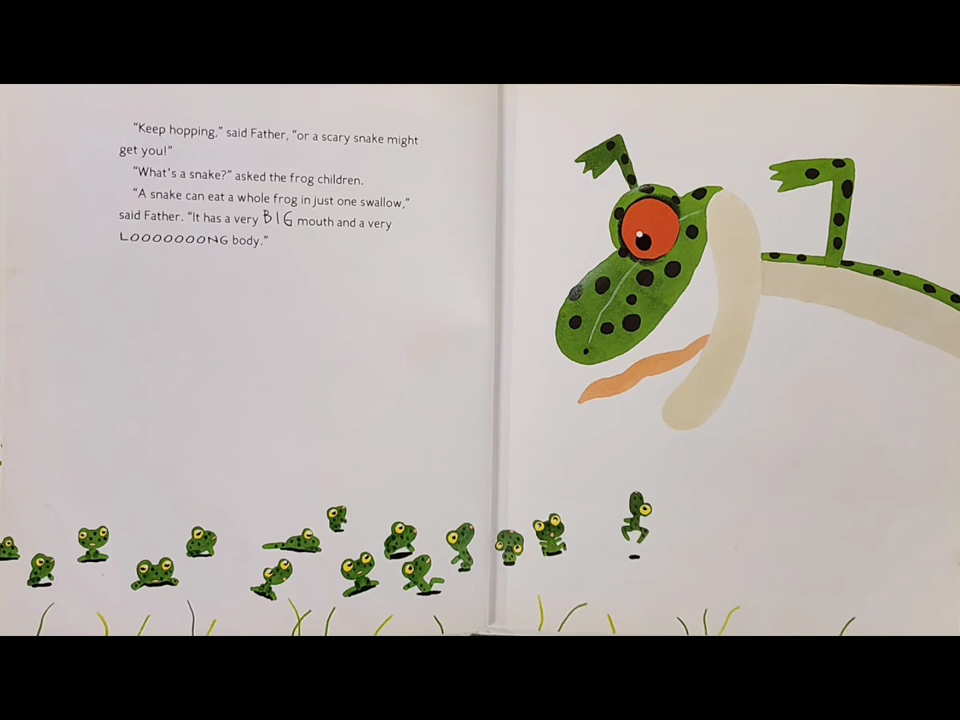 “Keep hopping,” said Father, “or a scary snake might
get you!”
“What’s a snake?” asked the frog children.
“A snake can eat a whole frog in just one swallow,”
said Father. “It has a very BIG mouth and a very
LOOOOOOONG body.”